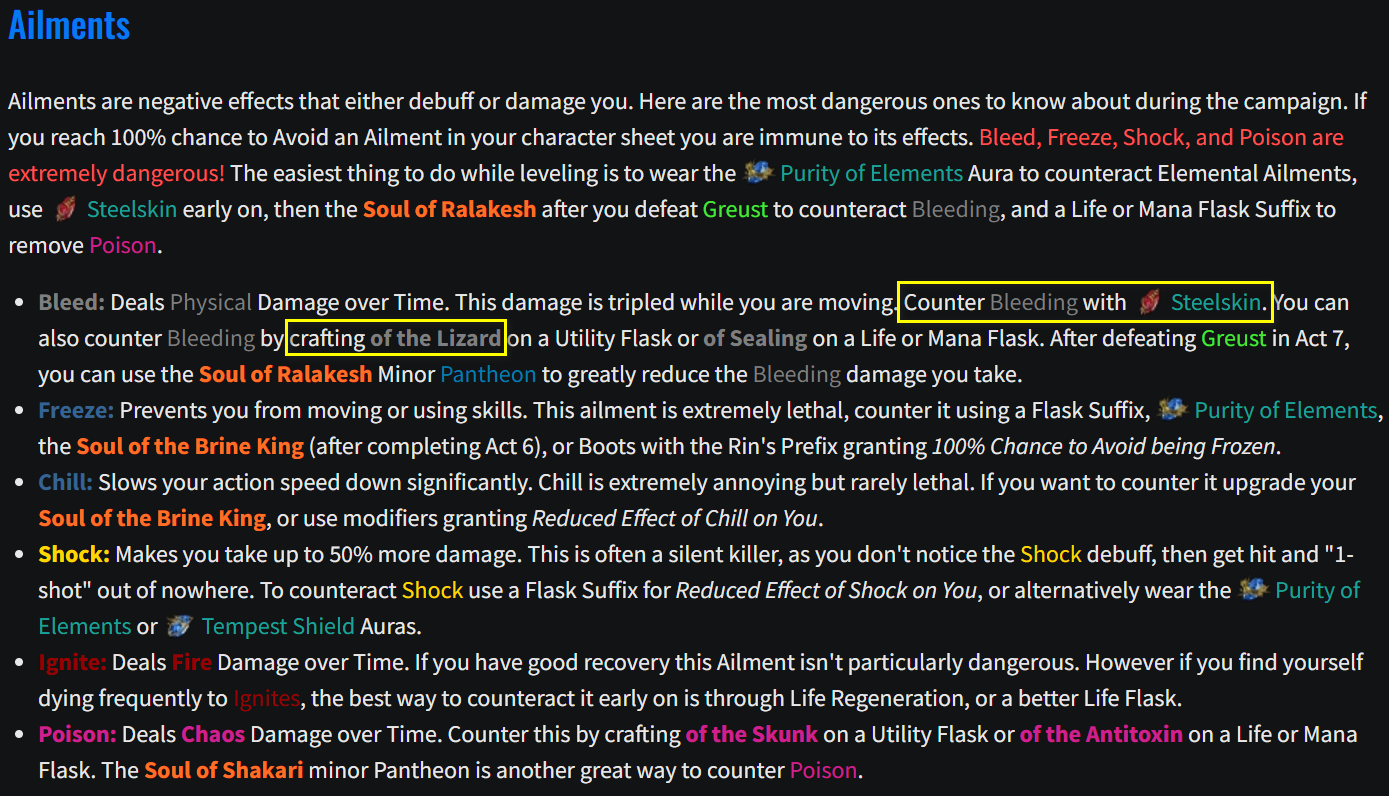 Ailments
Ailments are negative effects that either debuff or damage you. Here are the most dangerous ones to know about during the campaign. If
you reach 100% chance to Avoid an Ailment in your character sheet you are immune to its effects. Bleed, Freeze, Shock, and Poison are
extremely dangerous! The easiest thing to do while leveling is to wear the Purity of Elements Aura to counteract Elemental Ailments,
use Steelskin early on, then the Soul of Ralakesh after you defeat Greust to counteract Bleeding, and a Life or Mana Flask Suffix to
remove Poison.
• Bleed: Deals Physical Damage over Time. This damage is tripled while you are moving. Counter Bleeding with Steelskin. You can
also counter Bleeding by crafting of the Lizard on a Utility Flask or of Sealing on a Life or Mana Flask. After defeating Greust in Act 7,
you can use the Soul of Ralakesh Minor Pantheon to greatly reduce the Bleeding damage you take.
• Freeze: Prevents you from moving or using skills. This ailment is extremely lethal, counter it using a Flask Suffix, Purity of Elements,
the Soul of the Brine King (after completing Act 6), or Boots with the Rin's Prefix granting 100% Chance to Avoid being Frozen.
• Chill: Slows your action speed down significantly. Chill is extremely annoying but rarely lethal. If you want to counter it upgrade your
Soul of the Brine King, or use modifiers granting Reduced Effect of Chill on You.
• Shock: Makes you take up to 50% more damage. This is often a silent killer, as you don't notice the Shock debuff, then get hit and "1-
shot" out of nowhere. To counteract Shock use a Flask Suffix for Reduced Effect of Shock on You, or alternatively wear the Purity of
Elements or Tempest Shield Auras.
• Ignite: Deals Fire Damage over Time. If you have good recovery this Ailment isn't particularly dangerous. However if you find yourself
dying frequently to Ignites, the best way to counteract it early on is through Life Regeneration, or a better Life Flask.
• Poison: Deals Chaos Damage over Time. Counter this by crafting of the Skunk on a Utility Flask or of the Antitoxin on a Life or Mana
Flask. The Soul of Shakari minor Pantheon is another great way to counter Poison.